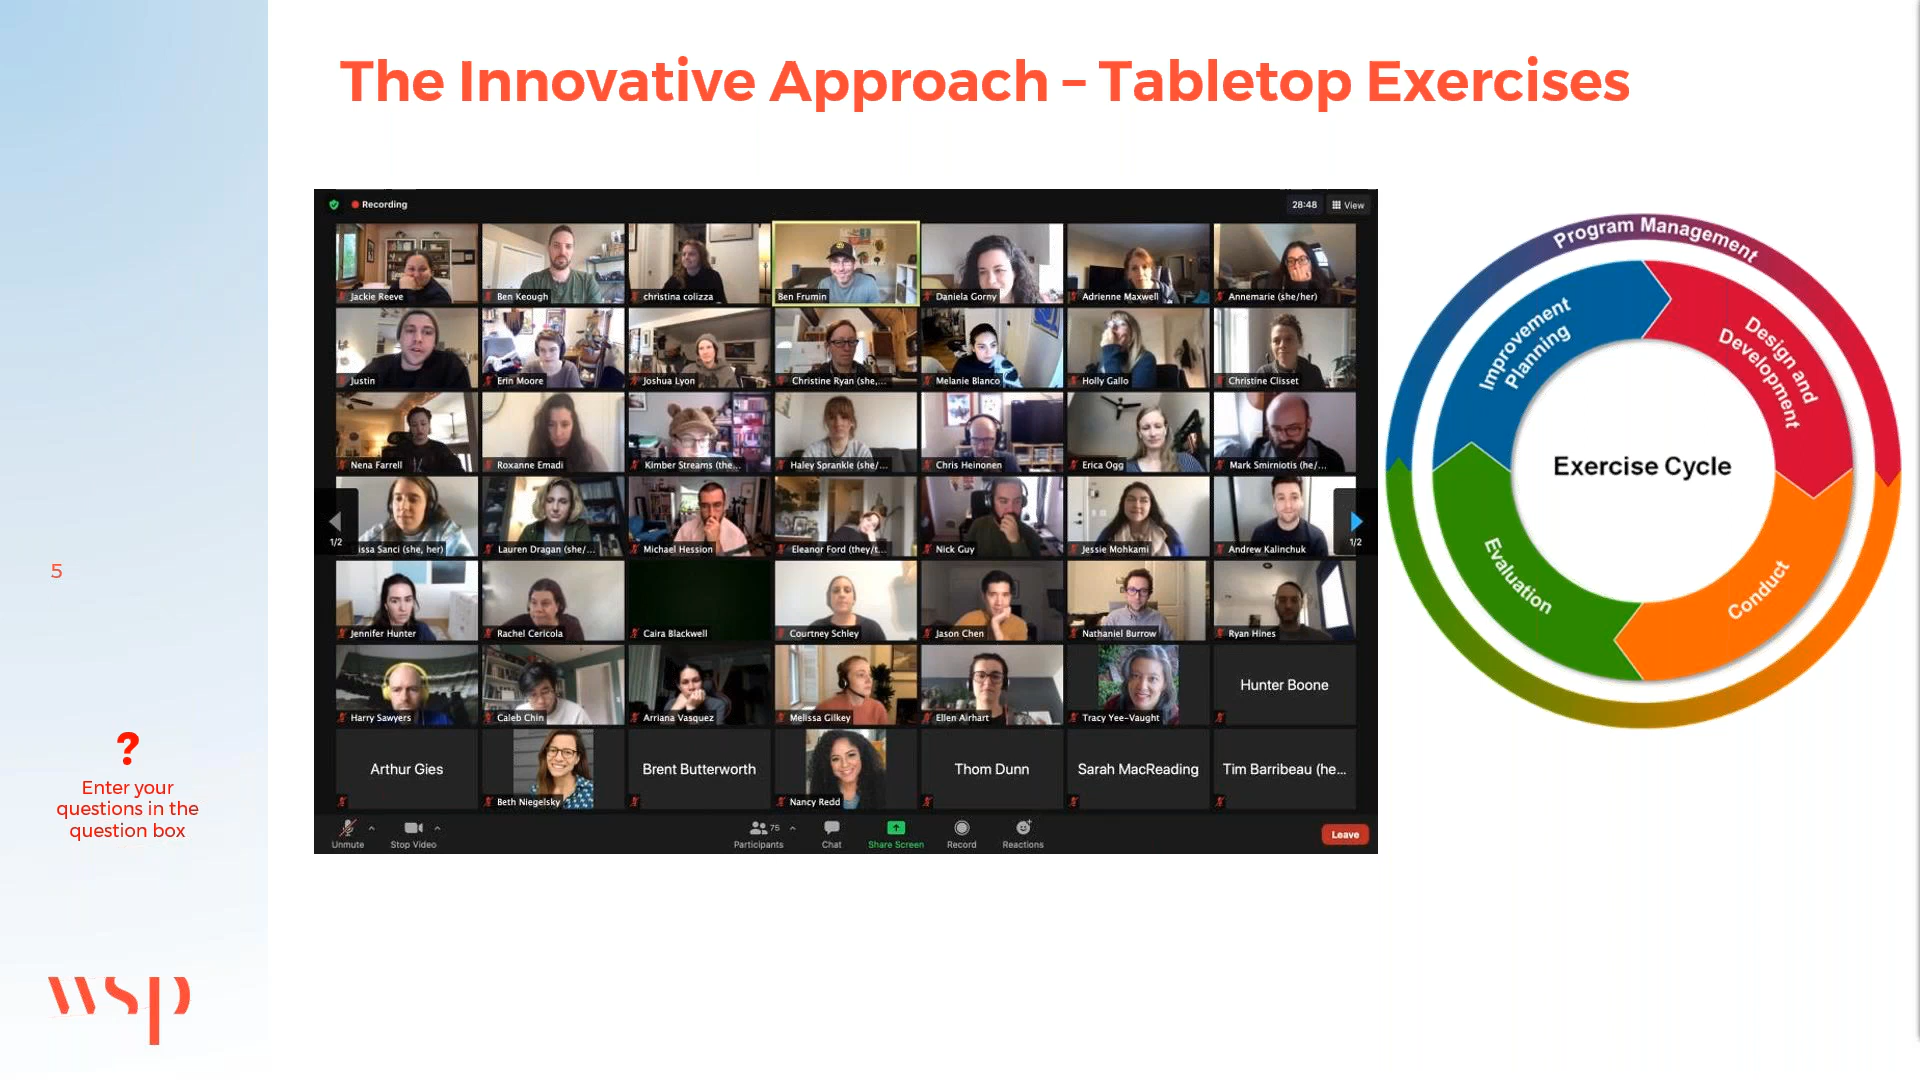 The Innovative Approach – Tabletop Exercises
Recording
28:48
View
Jackie Reeve
Ben Keough
christina colizza
Ben Frumin
Daniela Gorny
Adrienne Maxwell
Annemarie (she/her)
Justin
Erin Moore
Joshua Lyon
Christine Ryan (she,...
Melanie Blanco
Holly Gallo
Christine Clisset
Nena Farrell
Roxanne Emadi
Kimber Streams (the...
Haley Sprankle (she/...
Chris Heinonen
Erica Ogg
Mark Smirniotis (he/...
1/2
issa Sanci (she, her)
Lauren Dragan (she/...
Michael Hession
Eleanor Ford (they/t...
Nick Guy
Jessie Mohkami
Andrew Kalinchuk
1/2
Jennifer Hunter
Rachel Cericola
Caira Blackwell
Courtney Schley
Jason Chen
Nathaniel Burrow
Ryan Hines
Harry Sawyers
Caleb Chin
Arriana Vasquez
Melissa Gilkey
Ellen Airhart
Tracy Yee-Vaught
Hunter Boone
Arthur Gies
Beth Niegelsky
Brent Butterworth
Nancy Redd
Thom Dunn
Sarah MacReading
Tim Barribeau (he...
Unmute
Stop Video
75
Participants
Chat
Share Screen
Record
Reactions
Leave
Program Management
Improvement
Planning
Design and
Development
Exercise Cycle
Evaluation
Conduct
5
?
Enter your
questions in the
question box
wsp